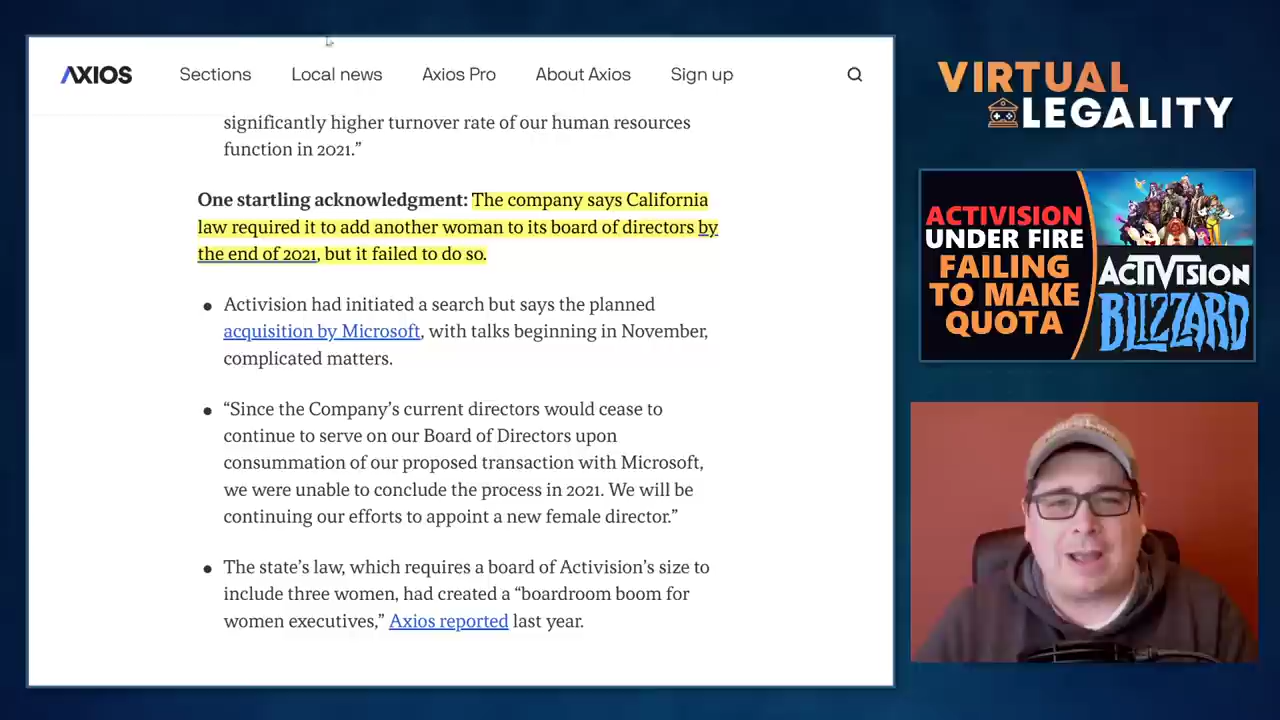 AXIOS
Sections
Local news
Axios Pro
About Axios
Sign up
significantly higher turnover rate of our human resources
function in 2021.”
One startling acknowledgment: The company says California
law required it to add another woman to its board of directors by
the end of 2021, but it failed to do so.
• Activision had initiated a search but says the planned
acquisition by Microsoft, with talks beginning in November,
complicated matters.
• “Since the Company’s current directors would cease to
continue to serve on our Board of Directors upon
consummation of our proposed transaction with Microsoft,
we were unable to conclude the process in 2021. We will be
continuing our efforts to appoint a new female director.”
• The state’s law, which requires a board of Activision’s size to
include three women, had created a “boardroom boom for
women executives,” Axios reported last year.
VIRTUAL
LEGALITY
ACTIVISION
UNDER FIRE
FAILING
TO MAKE
QUOTA
ACTIVISION
BLIZZARD